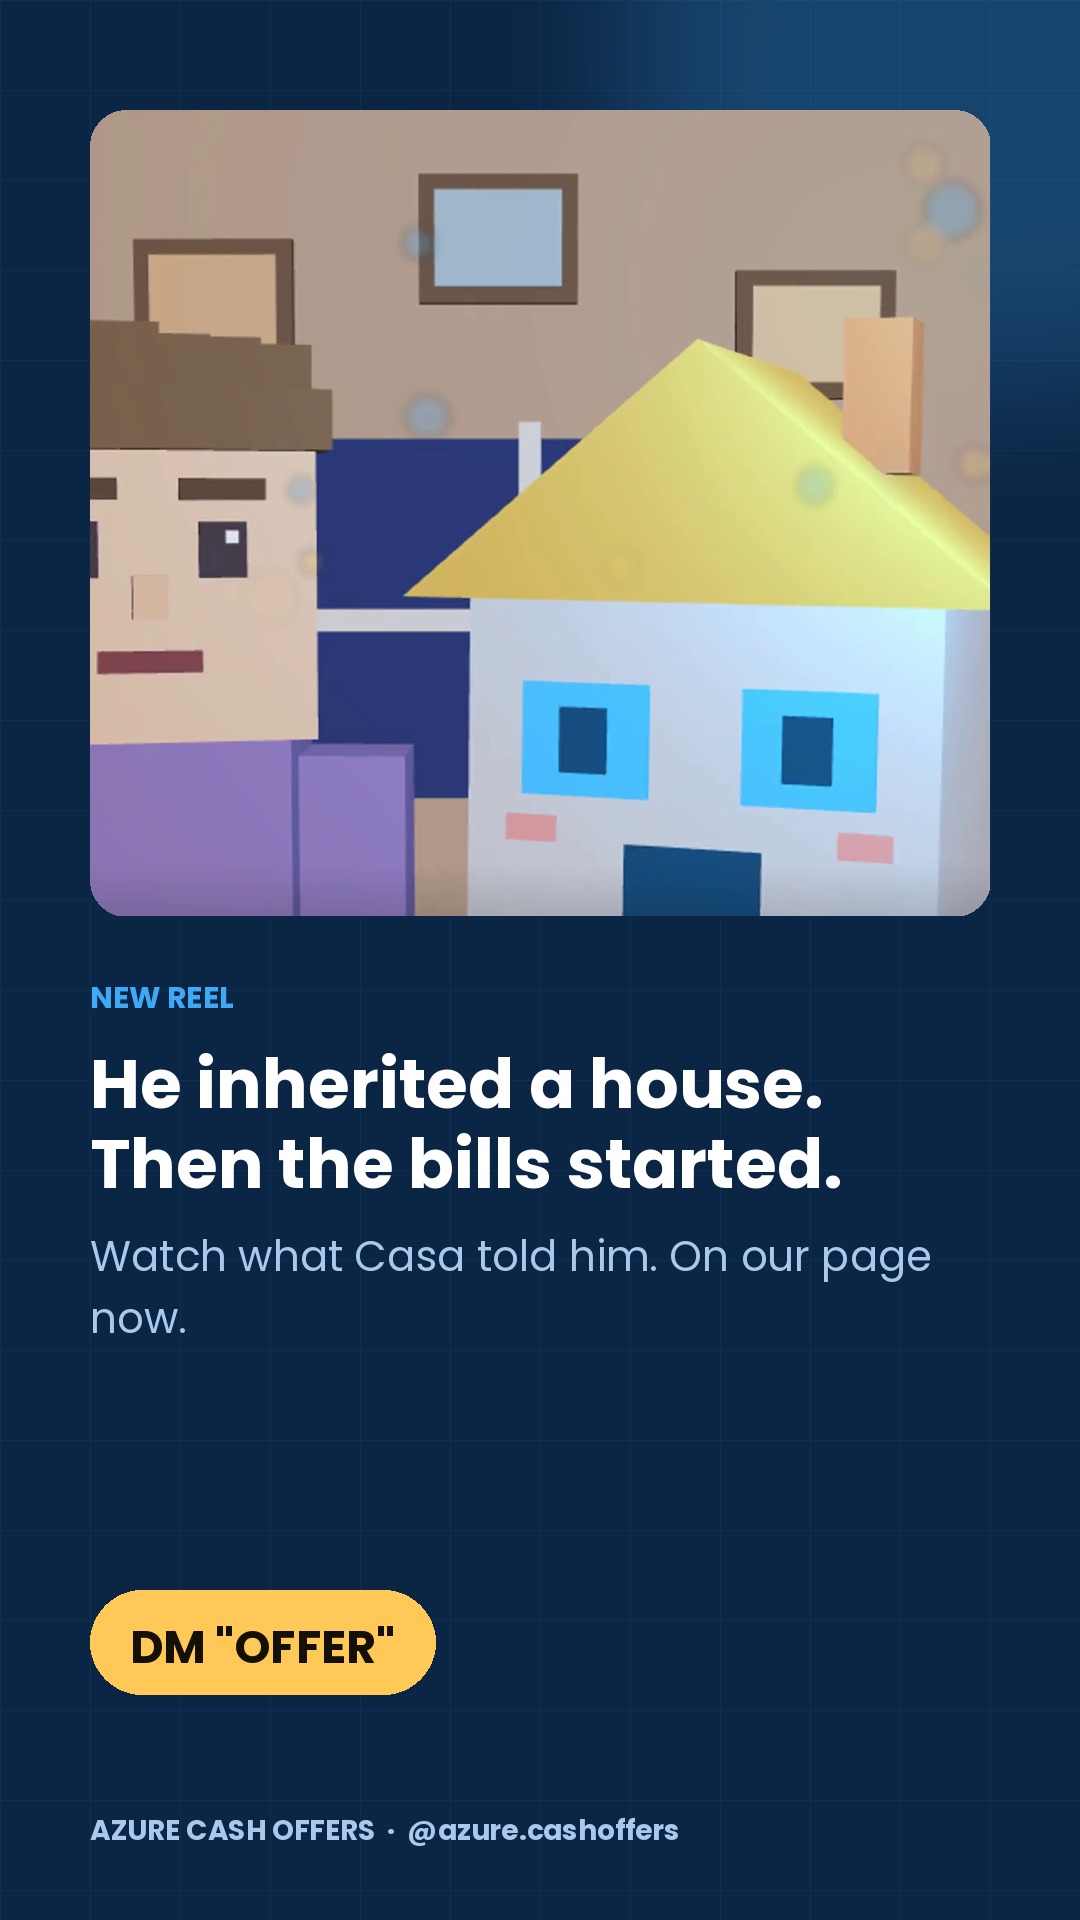 NEW REEL
He inherited a house.
Then the bills started.
Watch what Casa told him. On our page
now.
DM "OFFER"
AZURE CASH OFFERS · @azure.cashoffers